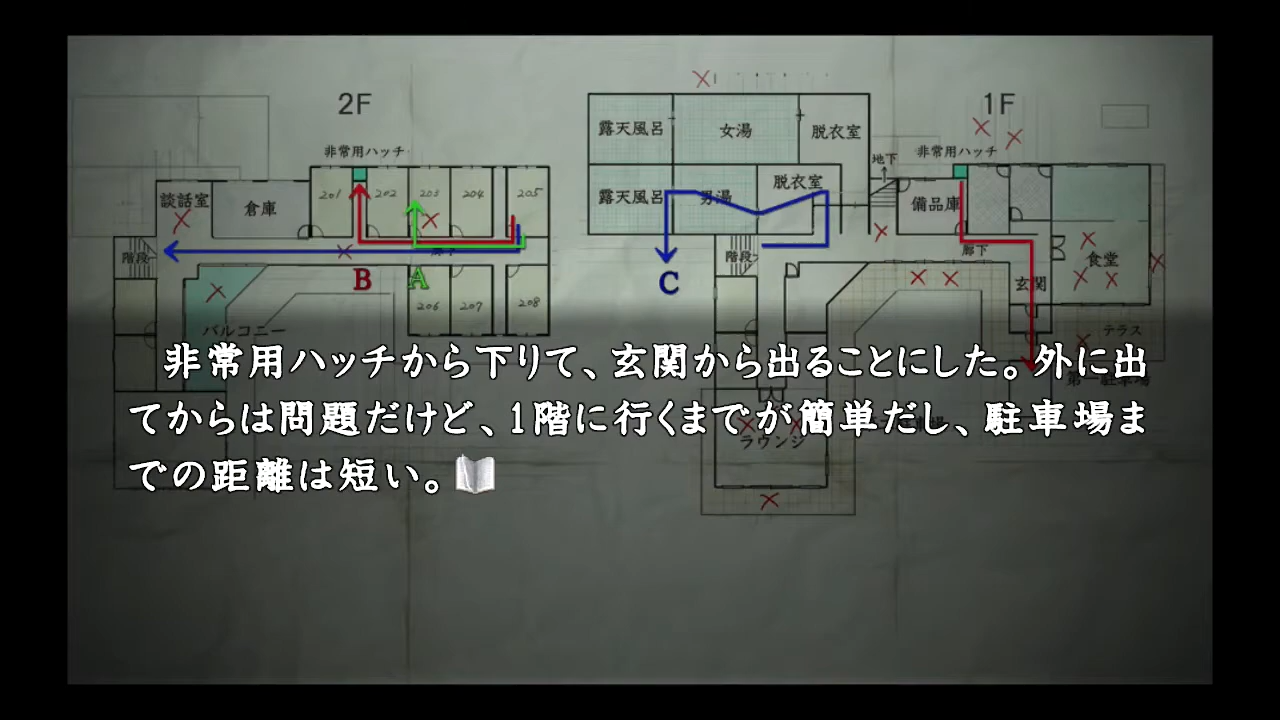 2F
1F
非常用ハッチ
非常用ハッチ
談話室
倉庫
201
202
203
204
205
階段
206
207
208
バルコニー
B
A
露天風呂
女湯
脱衣室
地下
露天風呂
男湯
脱衣室
備品庫
階段
廊下
食堂
玄関
C
テラス
第一駐車場
ラウンジ
非常用ハッチから下りて、玄関から出ることにした。外に出
てからは問題だけど、1階に行くまでが簡単だし、駐車場ま
での距離は短い。